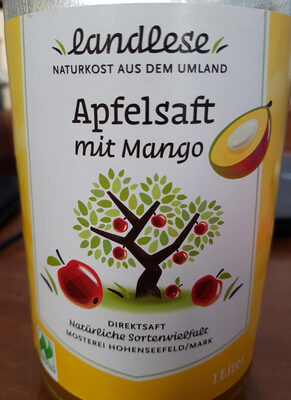 landlese
NATURKOST AUS DEM UMLAND
Apfelsaft
mit Mango
DIREKTSAFT
Natürliche Sortenvielfalt
MOSTEREI HOHENSEEFELD/MARK
1 Liter